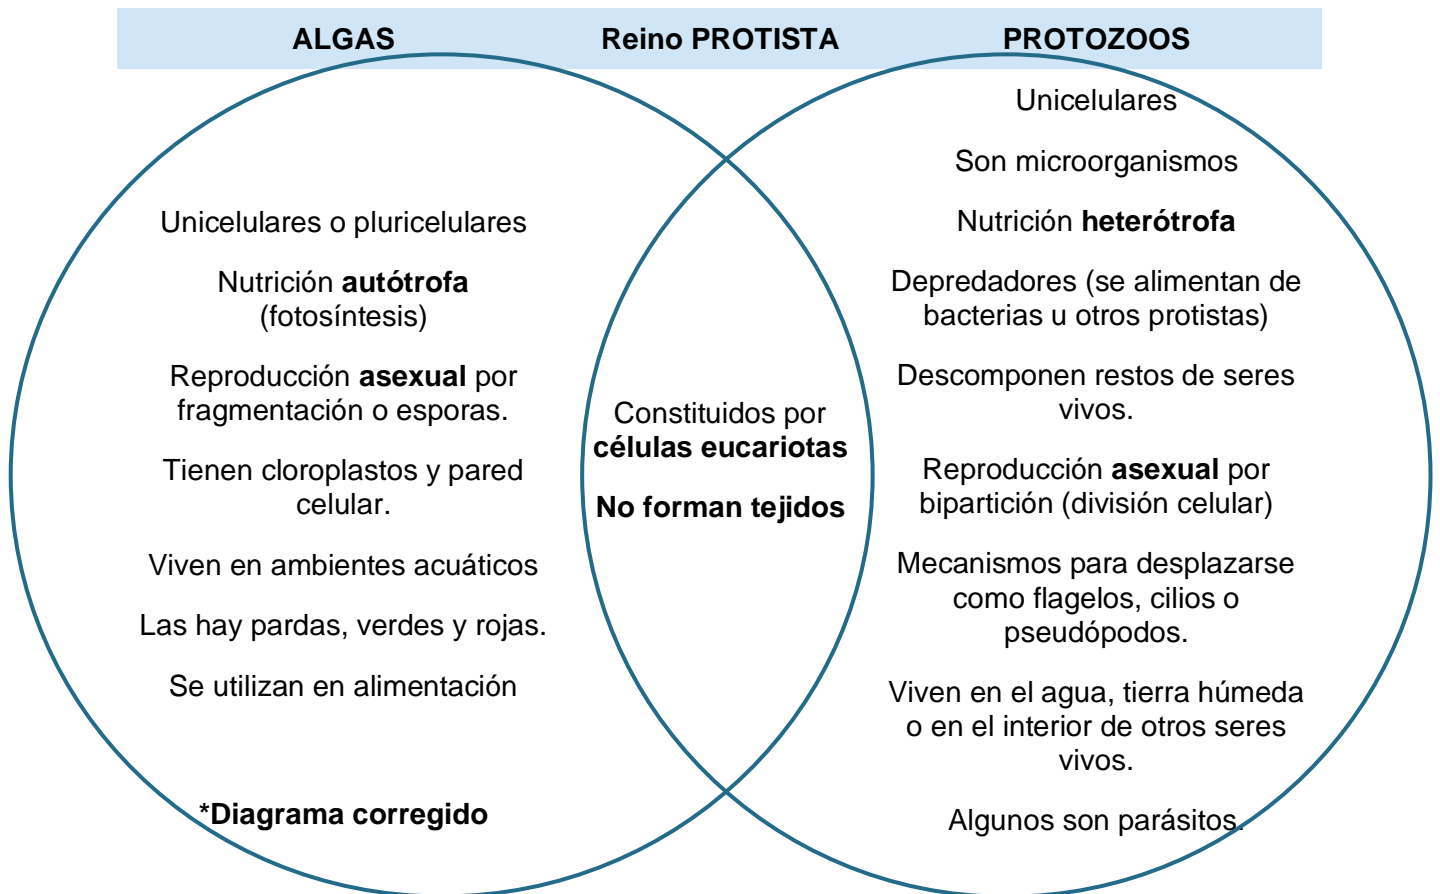 ALGAS Reino PROTISTA PROTOZOOS
Unicelulares o pluricelulares
Nutrición autótrofa
(fotosíntesis)
Reproducción asexual por
fragmentación o esporas.
Tienen cloroplastos y pared
celular.
Viven en ambientes acuáticos
Las hay pardas, verdes y rojas.
Se utilizan en alimentación
*Diagrama corregido
Constituidos por
células eucariotas
No forman tejidos
Unicelulares
Son microorganismos
Nutrición heterótrofa
Depredadores (se alimentan de
bacterias u otros protistas)
Descomponen restos de seres
vivos.
Reproducción asexual por
bipartición (división celular)
Mecanismos para desplazarse
como flagelos, cilios o
pseudópodos.
Viven en el agua, tierra húmeda
o en el interior de otros seres
vivos.
Algunos son parásitos.